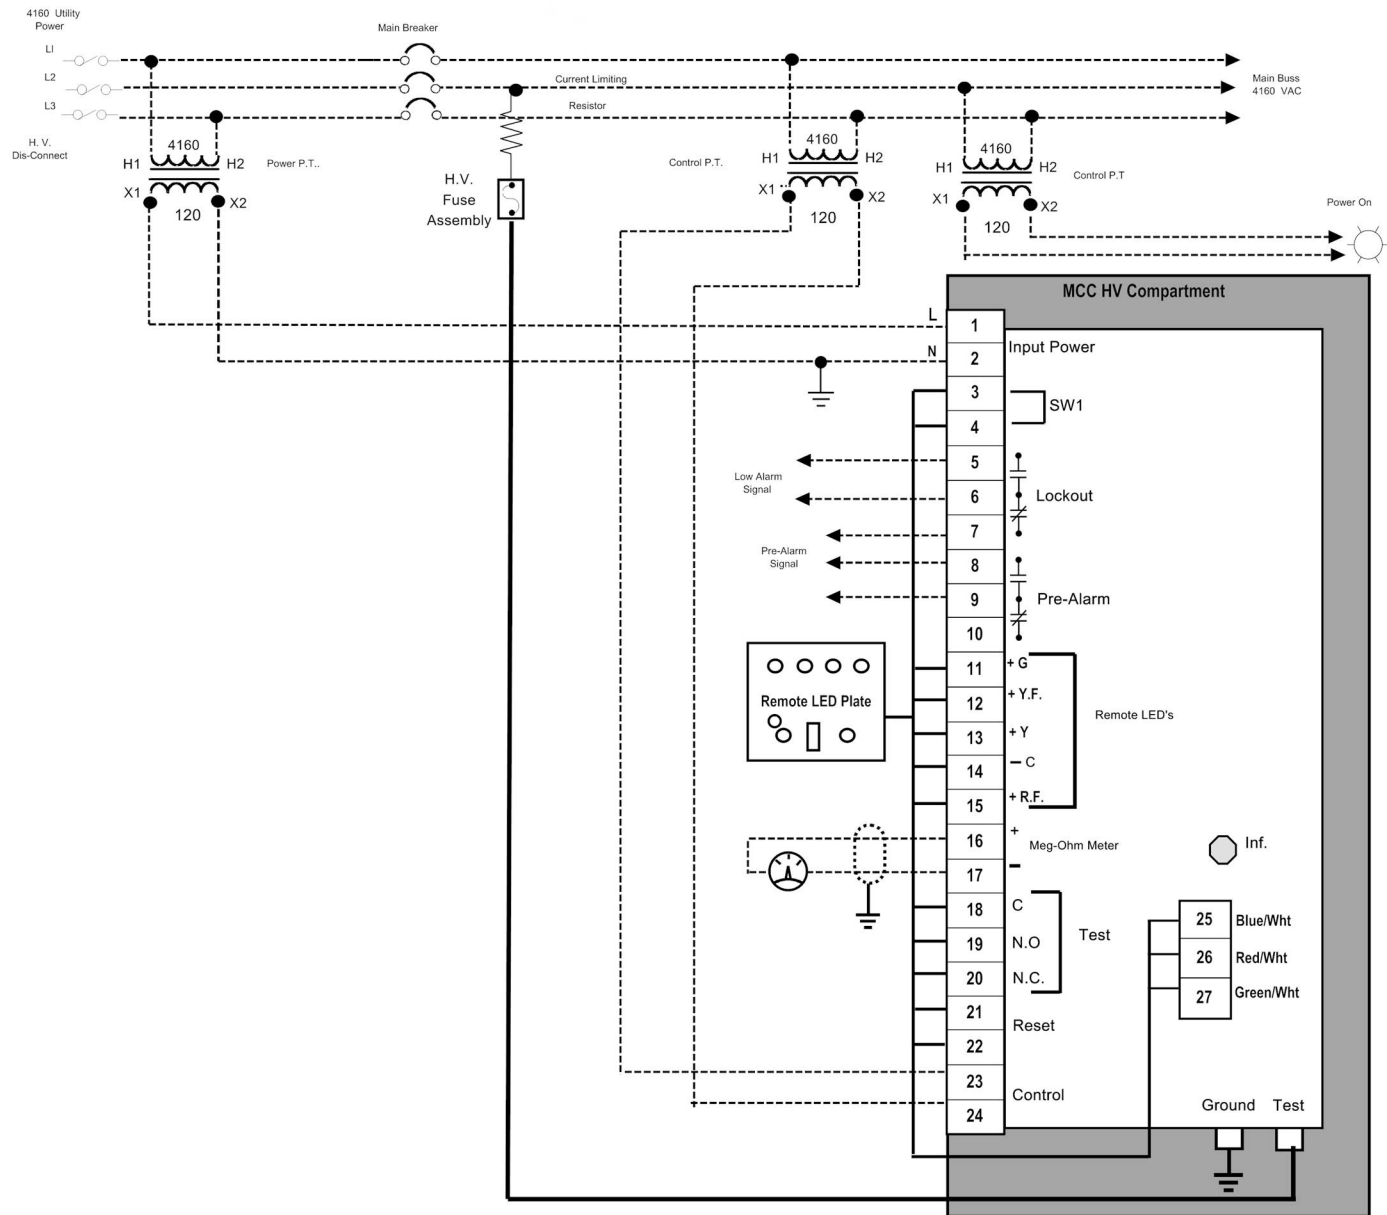 4160 Utility
Power
Main Breaker
LI
L2
L3
Current Limiting
Resistor
Main Buss
4160 VAC
H. V.
Dis-Connect
4160
H1
H2
Power P.T..
X1
X2
120
H.V.
Fuse
Assembly
Control P.T.
4160
H1
H2
X1
X2
120
4160
H1
H2
Control P.T
X1
X2
120
Power On
MCC HV Compartment
L
1
N
2
Input Power
3
SW1
4
Low Alarm
Signal
5
6
Lockout
7
Pre-Alarm
Signal
8
9
Pre-Alarm
10
Remote LED Plate
11
+ G
12
+ Y.F.
Remote LED's
13
+ Y
14
− C
15
+ R.F.
16
+
Meg-Ohm Meter
17
−
Inf.
18
C
19
N.O
Test
20
N.C.
21
Reset
22
23
Control
24
25
Blue/Wht
26
Red/Wht
27
Green/Wht
Ground
Test